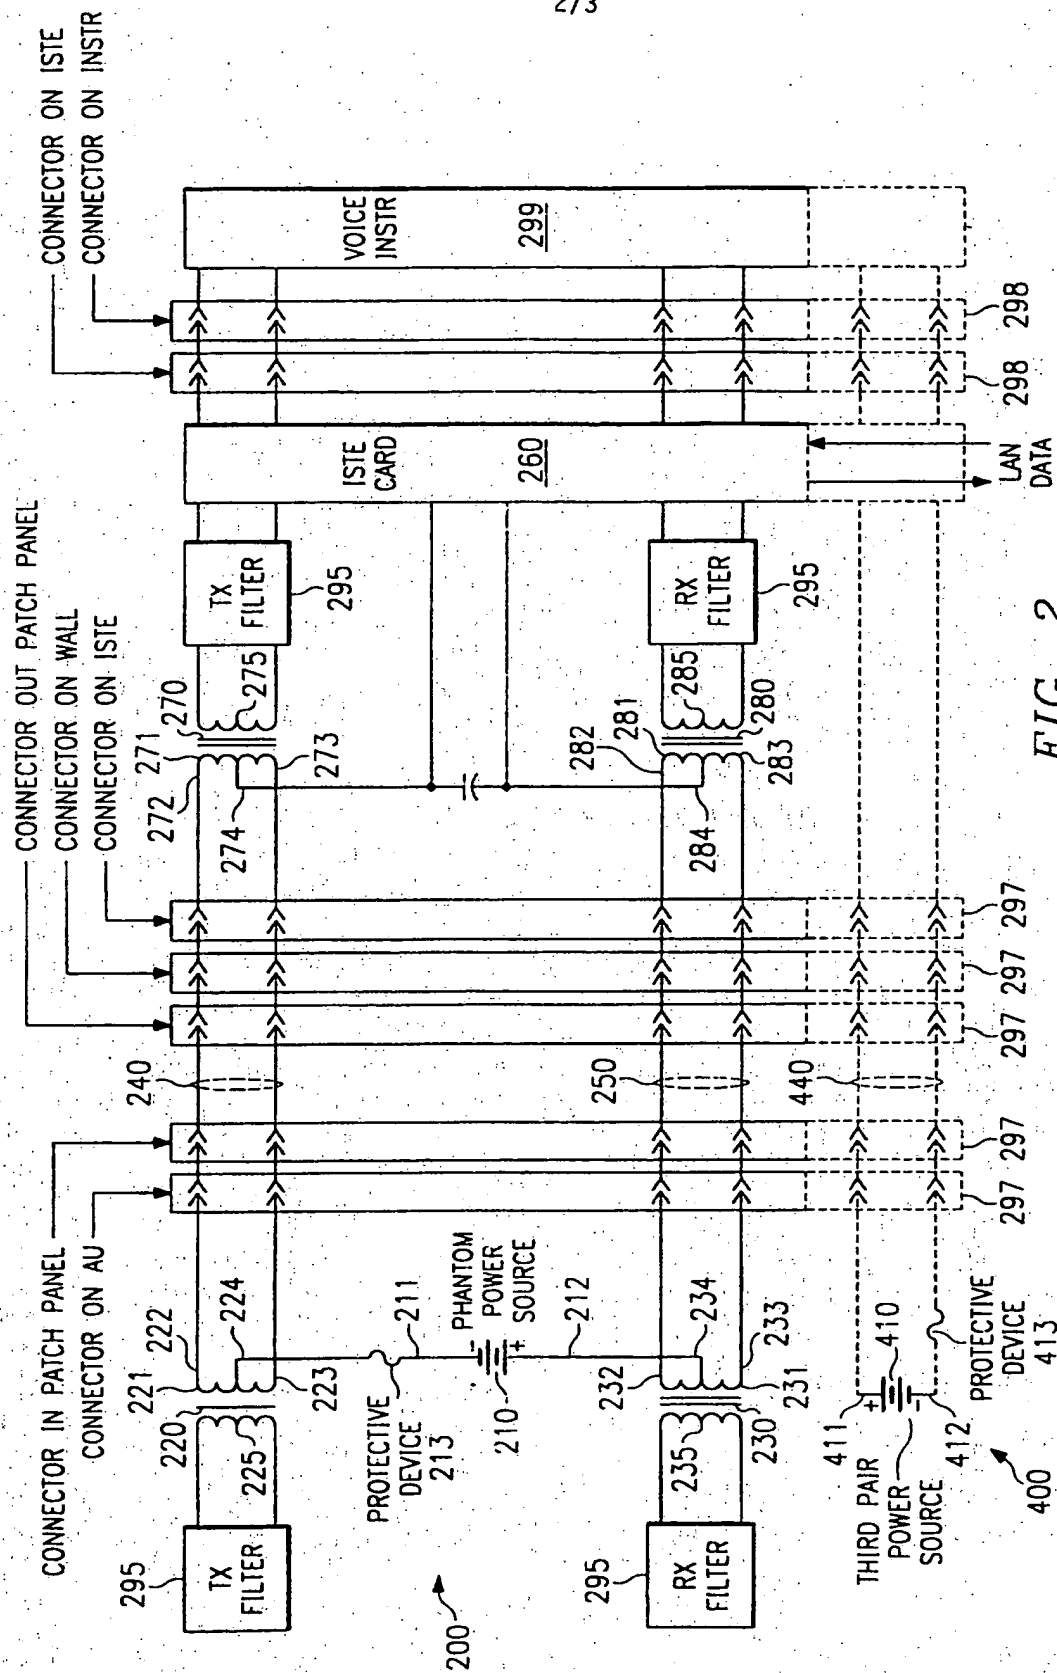 2/3
CONNECTOR IN PATCH PANEL
CONNECTOR ON AU
CONNECTOR OUT PATCH PANEL
CONNECTOR ON WALL
CONNECTOR ON ISTE
CONNECTOR ON ISTE
CONNECTOR ON INSTR
295
TX
FILTER
220
221
222
225
223
224
240
272
271
270
274
273
275
TX
FILTER
295
ISTE
CARD
260
VOICE
INSTR
299
PROTECTIVE
DEVICE
213
211
PHANTOM
POWER
SOURCE
-
+
210
212
200
295
RX
FILTER
235
230
232
231
234
233
250
282
281
284
283
285
280
RX
FILTER
295
THIRD PAIR
POWER
SOURCE
411
+
-
410
412
PROTECTIVE
DEVICE
413
400
440
297
297
297
297
297
298
298
LAN
DATA
FIG. 2